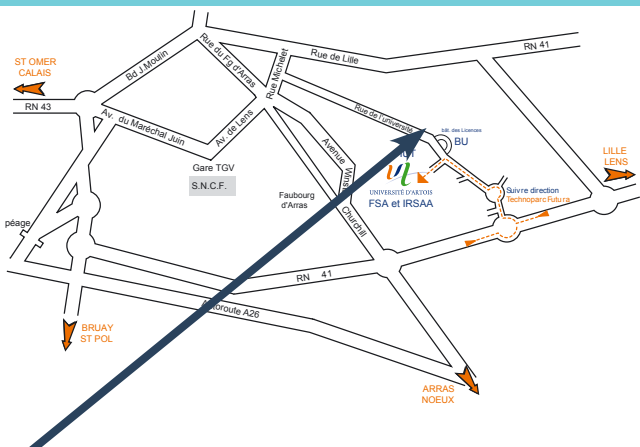 ST OMER
CALAIS
RN 43
Bd J.Moulin
Rue du Fg d'Arras
Rue Michelet
Rue de Lille
RN 41
Av. du Maréchal Juin
Av. de Lens
Rue de l'université
bât. des Licences
BU
LILLE
LENS
Gare TGV
S.N.C.F.
Avenue
Churchill
Faubourg
d'Arras
UNIVERSITÉ D'ARTOIS
FSA et IRSAA
Suivre direction
Technoparc Futura
péage
RN 41
Autoroute A26
BRUAY
ST POL
ARRAS
NOEUX